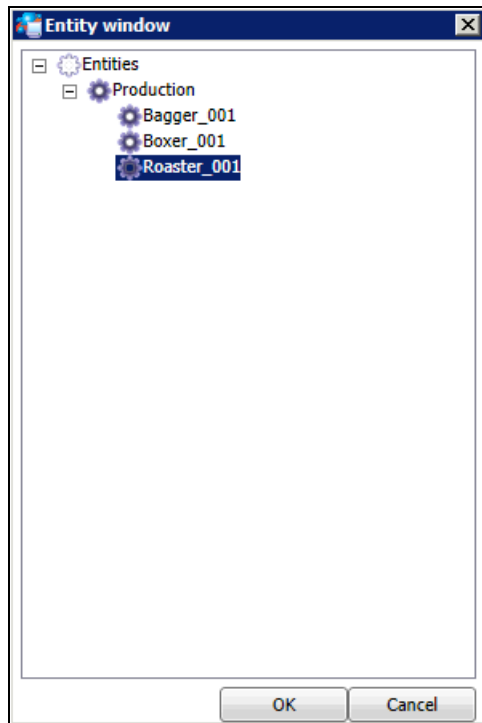 Entity window
Entities
Production
Bagger_001
Boxer_001
Roaster_001
OK Cancel